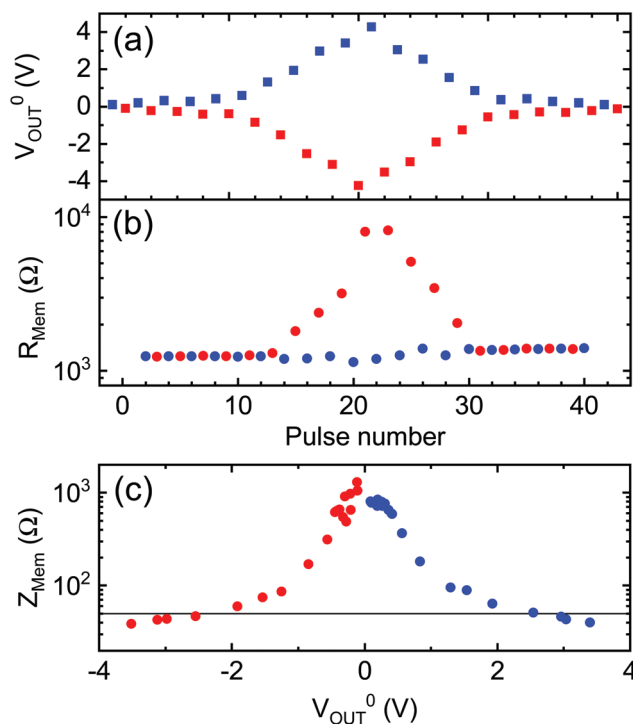 (a)
V_OUT^0 (V)
4
2
0
-2
-4
(b)
R_Mem (Ω)
10^4
10^3
0 10 20 30 40
Pulse number
(c)
Z_Mem (Ω)
10^3
10^2
-4 -2 0 2 4
V_OUT^0 (V)